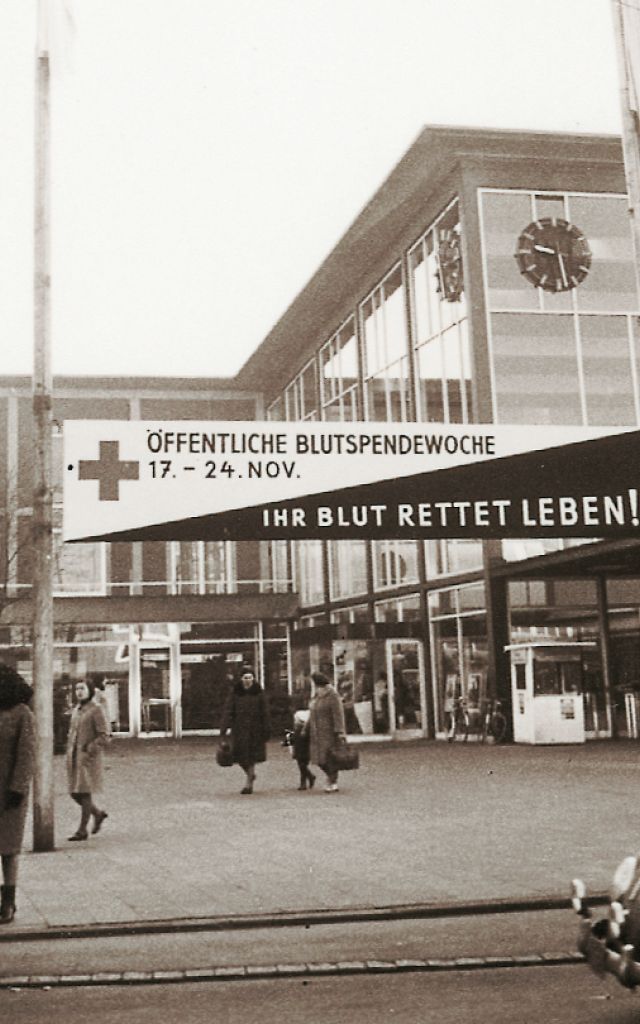 ÖFFENTLICHE BLUTSPENDEWOCHE
17. - 24. NOV.
IHR BLUT RETTET LEBEN!